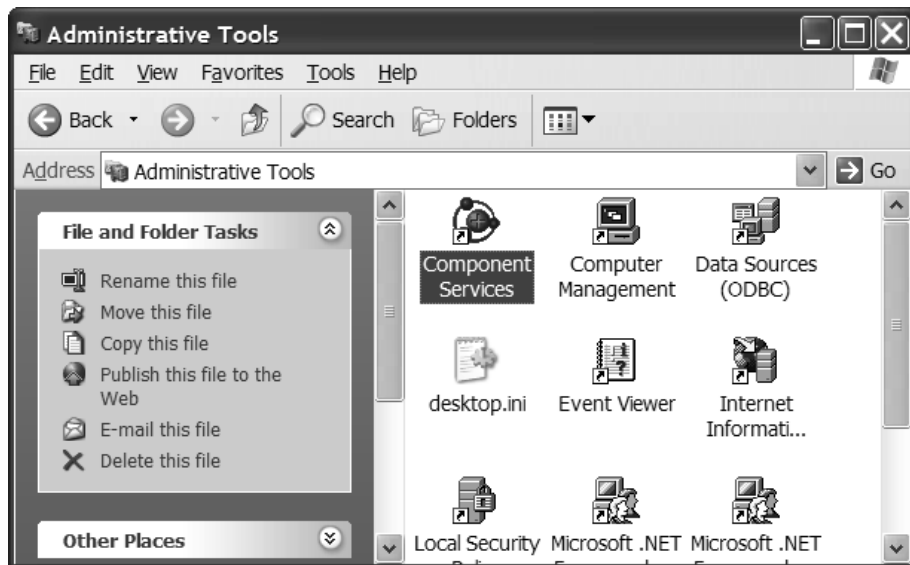 Administrative Tools
File Edit View Favorites Tools Help
Back Search Folders
Address Administrative Tools Go
File and Folder Tasks
Rename this file
Move this file
Copy this file
Publish this file to the
Web
E-mail this file
Delete this file
Other Places
Component
Services
Computer
Management
Data Sources
(ODBC)
desktop.ini
Event Viewer
Internet
Informati...
Local Security
Microsoft .NET
Microsoft .NET